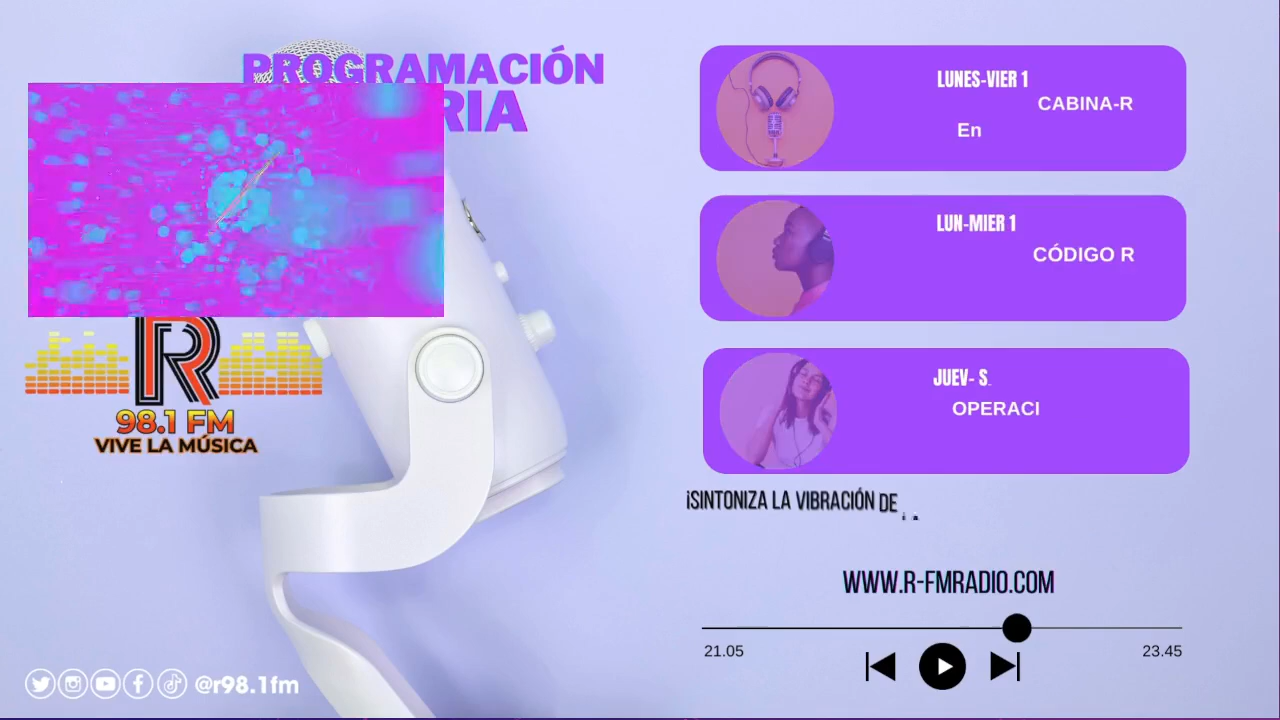 PROGRAMACIÓN
RIA
R
98.1 FM
VIVE LA MÚSICA
@r98.1fm
LUNES-VIER 1
CABINA-R
En
LUN-MIER 1
CÓDIGO R
JUEV- S.
OPERACI
¡SINTONIZA LA VIBRACIÓN DE
WWW.R-FMRADIO.COM
21.05
23.45